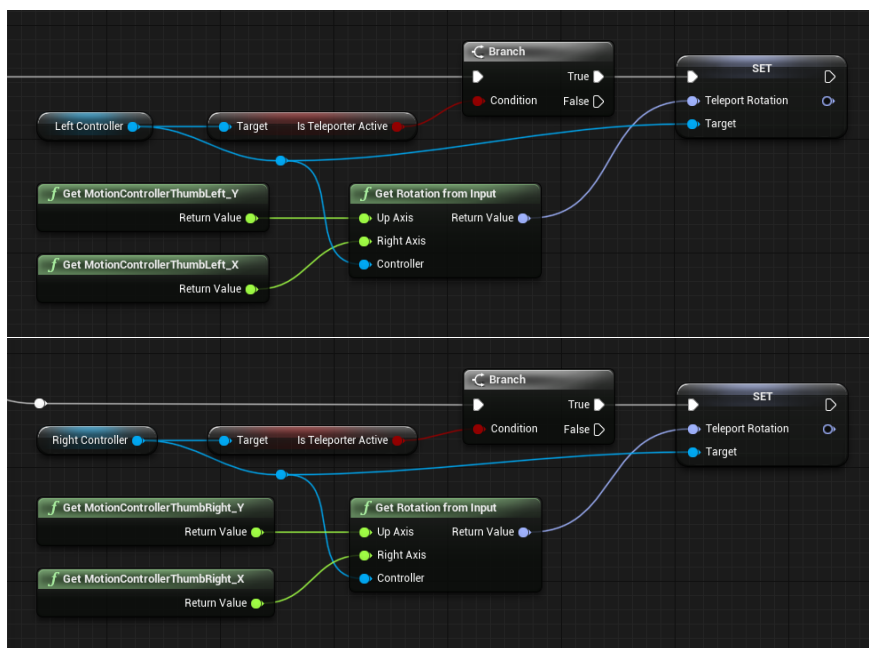 Branch
SET
True
Teleport Rotation
Condition
False
Left Controller
Target
Is Teleporter Active
Target
f Get MotionControllerThumbLeft_Y
f Get Rotation from Input
Return Value
Up Axis
Return Value
Right Axis
f Get MotionControllerThumbLeft_X
Controller
Return Value
Branch
SET
True
Teleport Rotation
Condition
False
Right Controller
Target
Is Teleporter Active
Target
f Get MotionControllerThumbRight_Y
f Get Rotation from Input
Return Value
Up Axis
Return Value
Right Axis
f Get MotionControllerThumbRight_X
Controller
Return Value